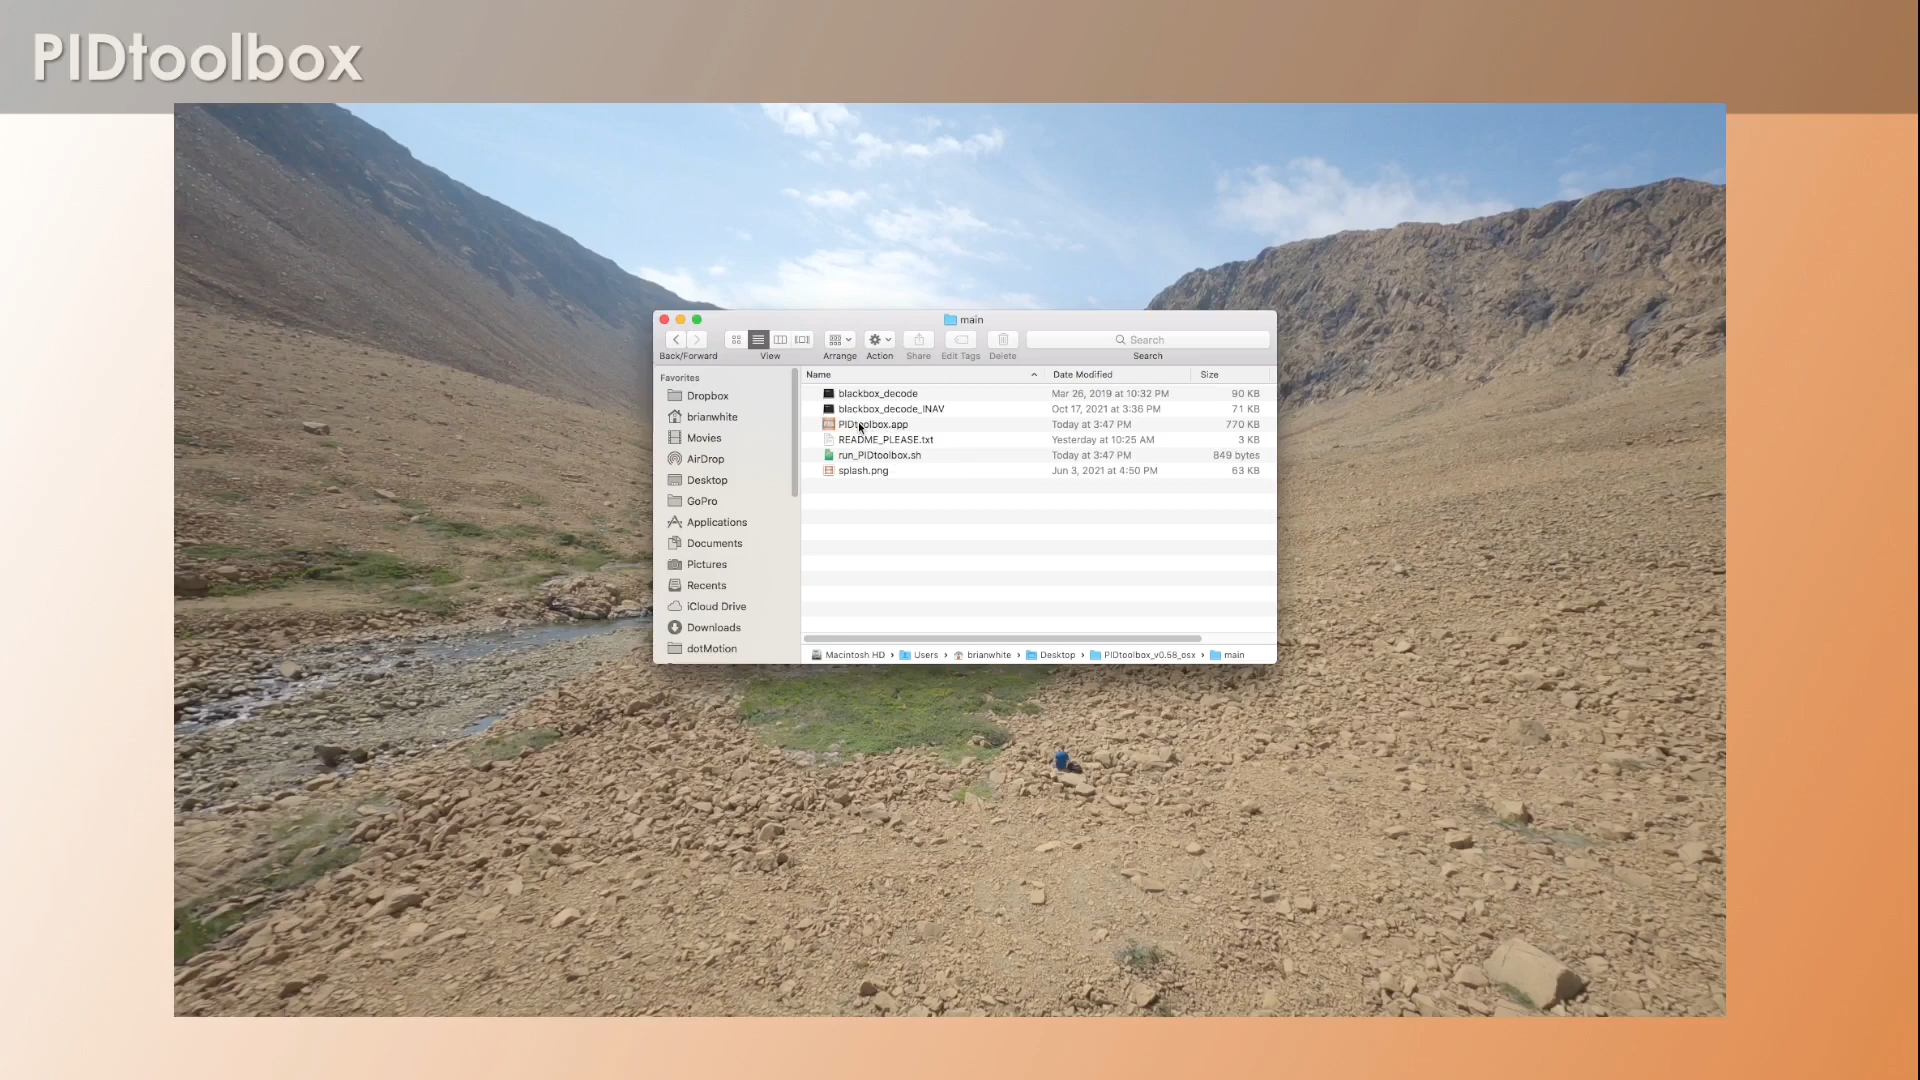 PIDtoolbox
main
Search
Back/Forward View Arrange Action Share Edit Tags Delete Search
Favorites
Dropbox
brianwhite
Movies
AirDrop
Desktop
GoPro
Applications
Documents
Pictures
Recents
iCloud Drive
Downloads
dotMotion
Name Date Modified Size
blackbox_decode Mar 26, 2019 at 10:32 PM 90 KB
blackbox_decode_INAV Oct 17, 2021 at 3:36 PM 71 KB
PIDtoolbox.app Today at 3:47 PM 770 KB
README_PLEASE.txt Yesterday at 10:25 AM 3 KB
run_PIDtoolbox.sh Today at 3:47 PM 849 bytes
splash.png Jun 3, 2021 at 4:50 PM 63 KB
Macintosh HD › Users › brianwhite › Desktop › PIDtoolbox_v0.58_osx › main